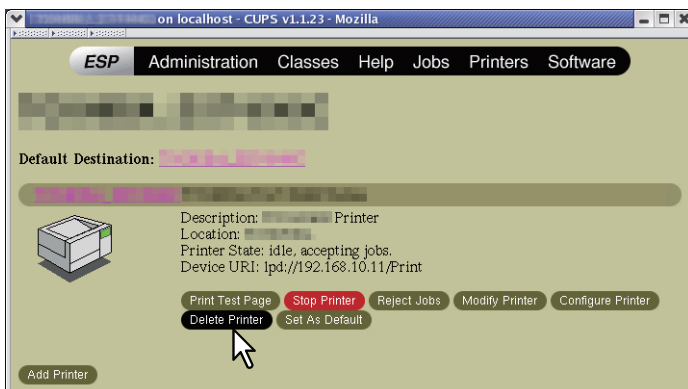 on localhost - CUPS v1.1.23 - Mozilla
ESP Administration Classes Help Jobs Printers Software
Default Destination:
Description: Printer
Location:
Printer State: idle, accepting jobs.
Device URI: lpd://192.168.10.11/Print
Print Test Page Stop Printer Reject Jobs Modify Printer Configure Printer
Delete Printer Set As Default
Add Printer